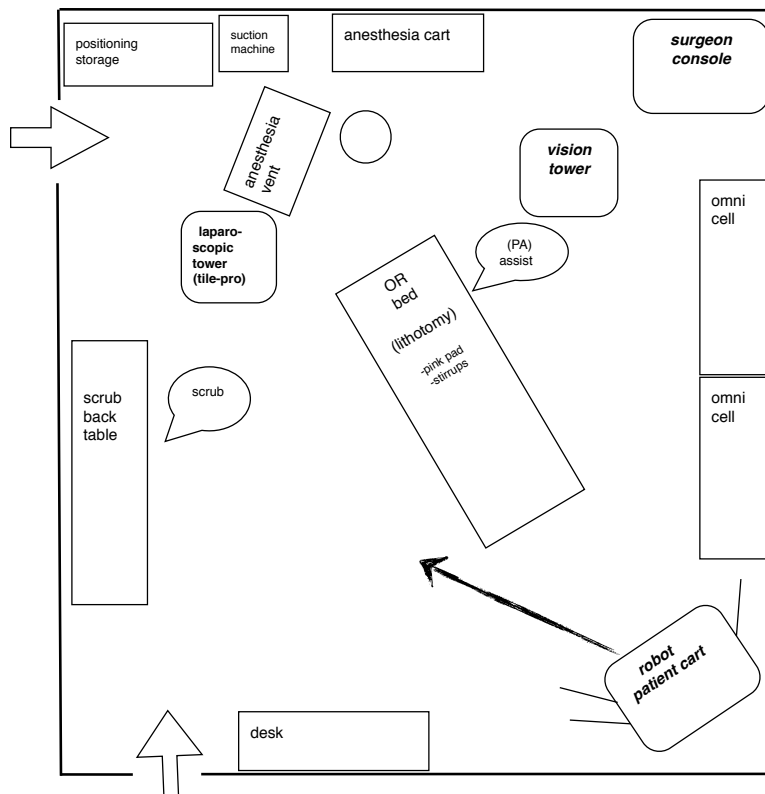 positioning
storage
suction
machine
anesthesia cart
surgeon
console
anesthesia
vent
vision
tower
omni
cell
laparo-
scopic
tower
(tile-pro)
(PA)
assist
OR
bed
(lithotomy)
-pink pad
-stirrups
scrub
back
table
scrub
omni
cell
robot
patient cart
desk